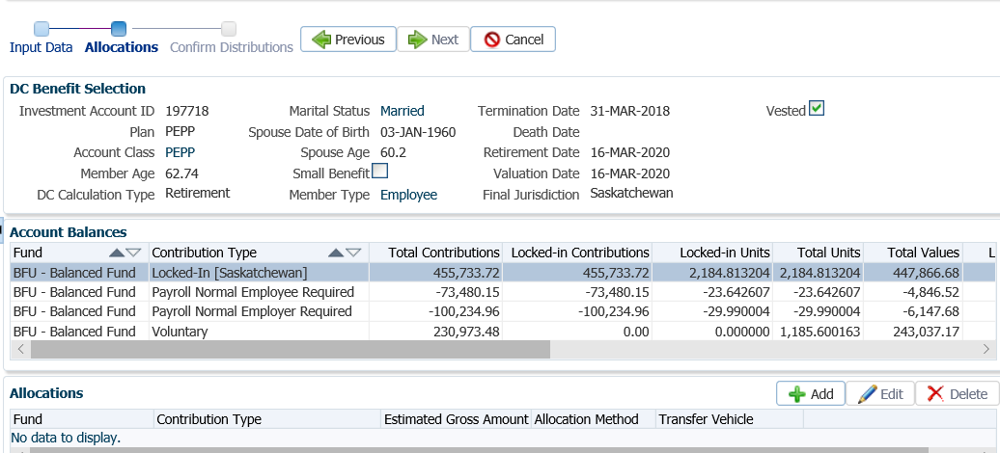 Input Data Allocations Confirm Distributions Previous Next Cancel
DC Benefit Selection
Investment Account ID 197718 Marital Status Married Termination Date 31-MAR-2018 Vested
Plan PEPP Spouse Date of Birth 03-JAN-1960 Death Date
Account Class PEPP Spouse Age 60.2 Retirement Date 16-MAR-2020
Member Age 62.74 Small Benefit Valuation Date 16-MAR-2020
DC Calculation Type Retirement Member Type Employee Final Jurisdiction Saskatchewan
Account Balances
Fund Contribution Type Total Contributions Locked-in Contributions Locked-in Units Total Units Total Values L
BFU - Balanced Fund Locked-In [Saskatchewan] 455,733.72 455,733.72 2,184.813204 2,184.813204 447,866.68
BFU - Balanced Fund Payroll Normal Employee Required -73,480.15 -73,480.15 -23.642607 -23.642607 -4,846.52
BFU - Balanced Fund Payroll Normal Employer Required -100,234.96 -100,234.96 -29.990004 -29.990004 -6,147.68
BFU - Balanced Fund Voluntary 230,973.48 0.00 0.000000 1,185.600163 243,037.17
Allocations Add Edit Delete
Fund Contribution Type Estimated Gross Amount Allocation Method Transfer Vehicle
No data to display.